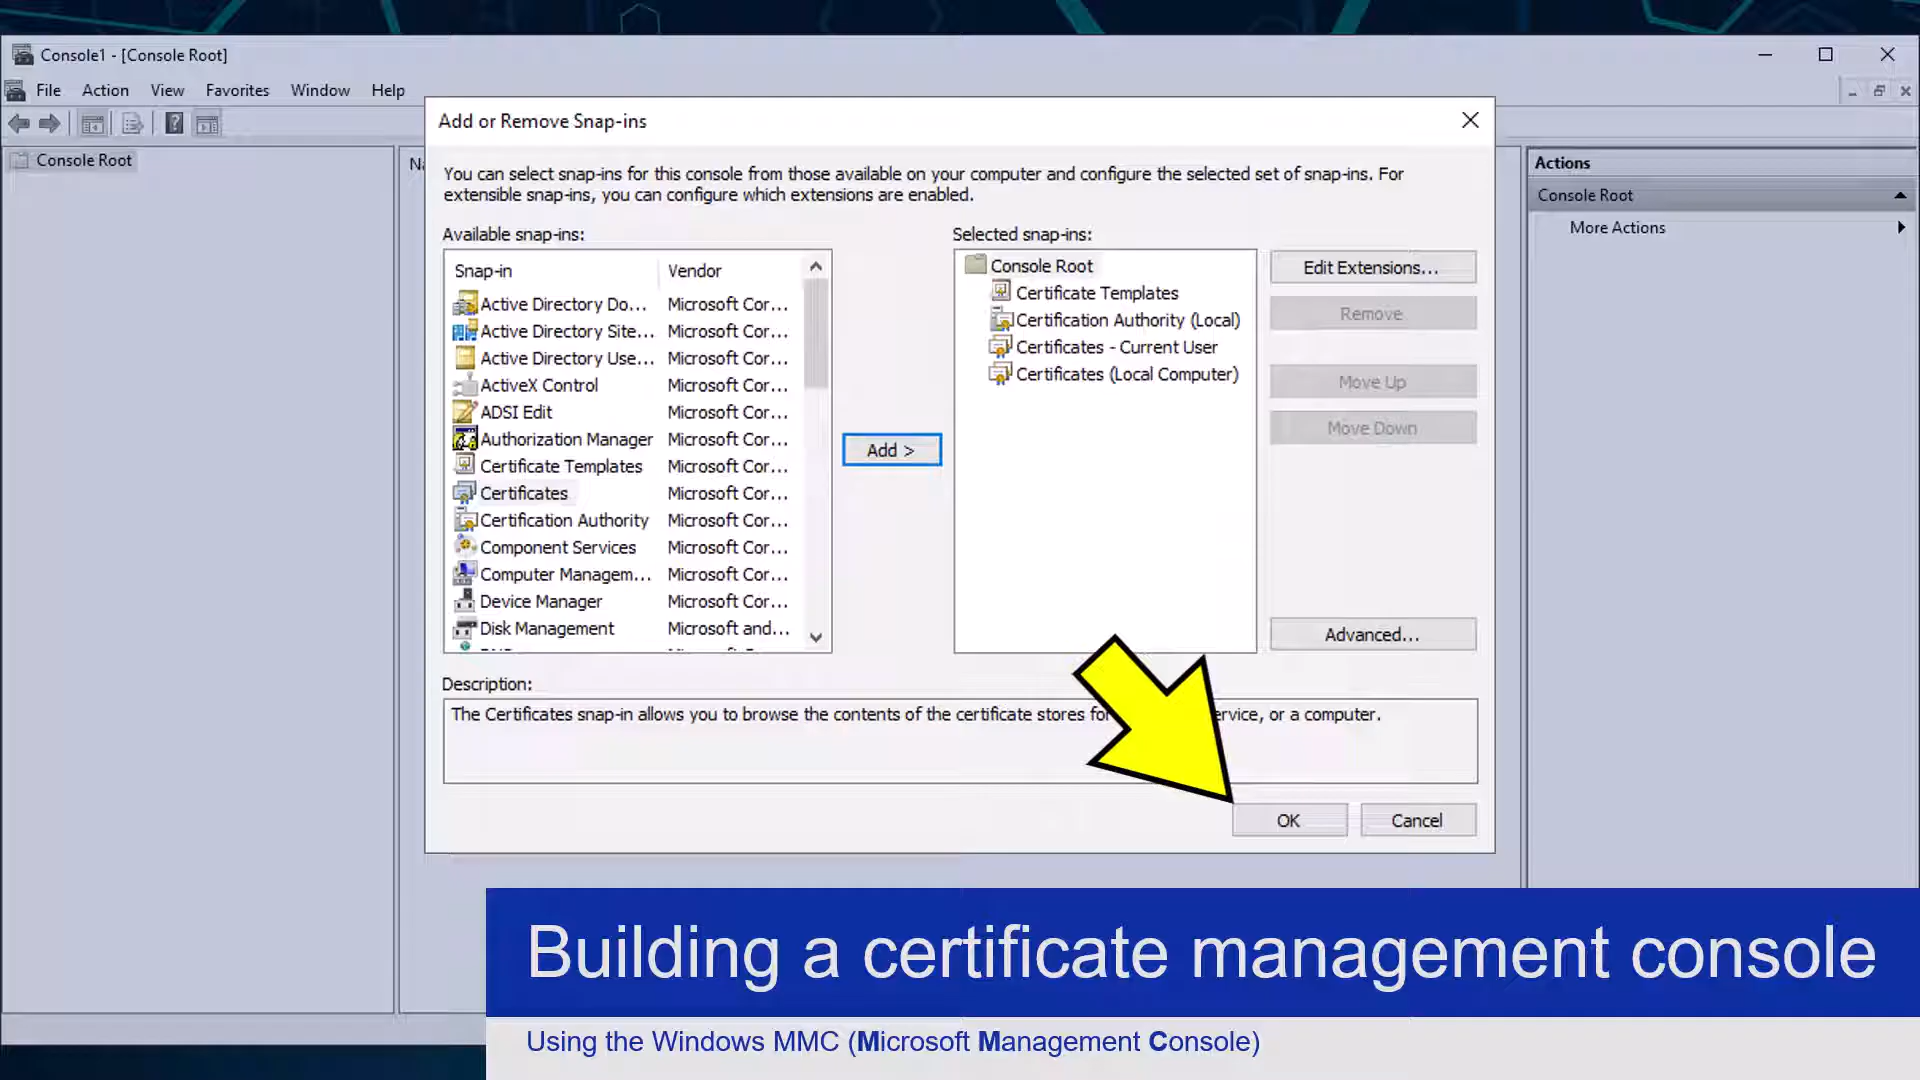 Console1 - [Console Root]
File Action View Favorites Window Help
Console Root
Add or Remove Snap-ins
You can select snap-ins for this console from those available on your computer and configure the selected set of snap-ins. For
extensible snap-ins, you can configure which extensions are enabled.
Available snap-ins:
Snap-in Vendor
Active Directory Do... Microsoft Cor...
Active Directory Site... Microsoft Cor...
Active Directory Use... Microsoft Cor...
ActiveX Control Microsoft Cor...
ADSI Edit Microsoft Cor...
Authorization Manager Microsoft Cor...
Certificate Templates Microsoft Cor...
Certificates Microsoft Cor...
Certification Authority Microsoft Cor...
Component Services Microsoft Cor...
Computer Managem... Microsoft Cor...
Device Manager Microsoft Cor...
Disk Management Microsoft and...
Add >
Selected snap-ins:
Console Root
Certificate Templates
Certification Authority (Local)
Certificates - Current User
Certificates (Local Computer)
Edit Extensions...
Remove
Move Up
Move Down
Advanced...
Description:
The Certificates snap-in allows you to browse the contents of the certificate stores for ervice, or a computer.
OK Cancel
Actions
Console Root
More Actions
Building a certificate management console
Using the Windows MMC (Microsoft Management Console)